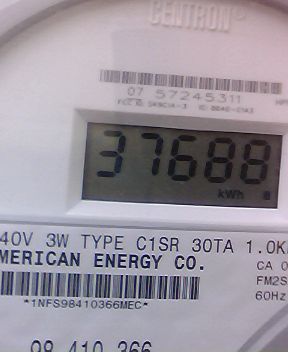 CENTRON
07 57245311
37688
kWh
40V 3W TYPE C1SR 30TA 1.0K
MERICAN ENERGY CO.
CA 0
FM2S
60Hz
*1NFS98410366MEC*
98 410 366